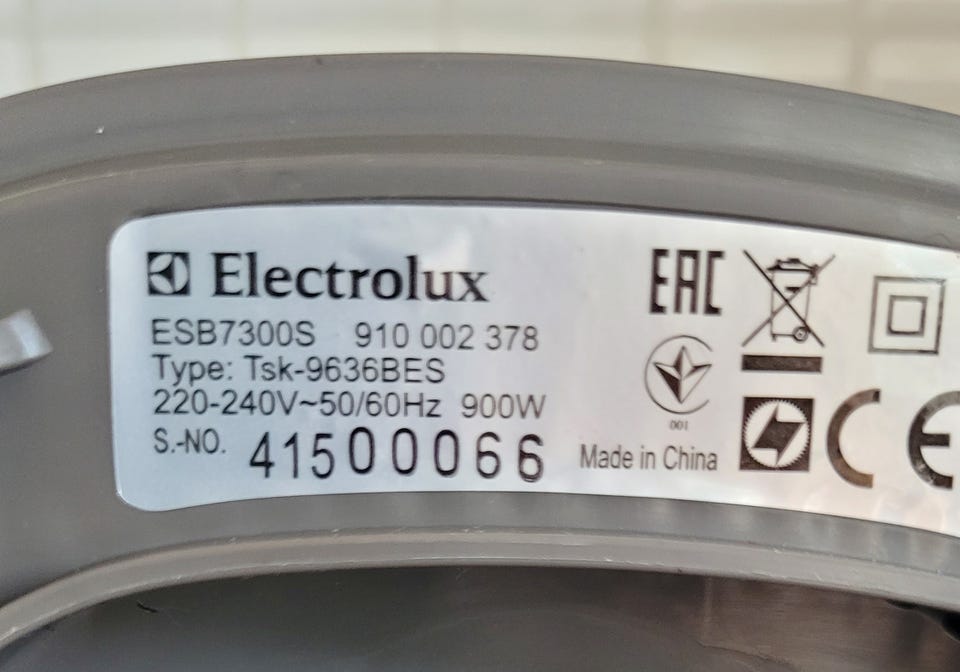 Electrolux
ESB7300S 910 002 378
Type: Tsk-9636BES
220-240V~50/60Hz 900W
S.-NO. 41500066
EAC
001
Made in China
CE